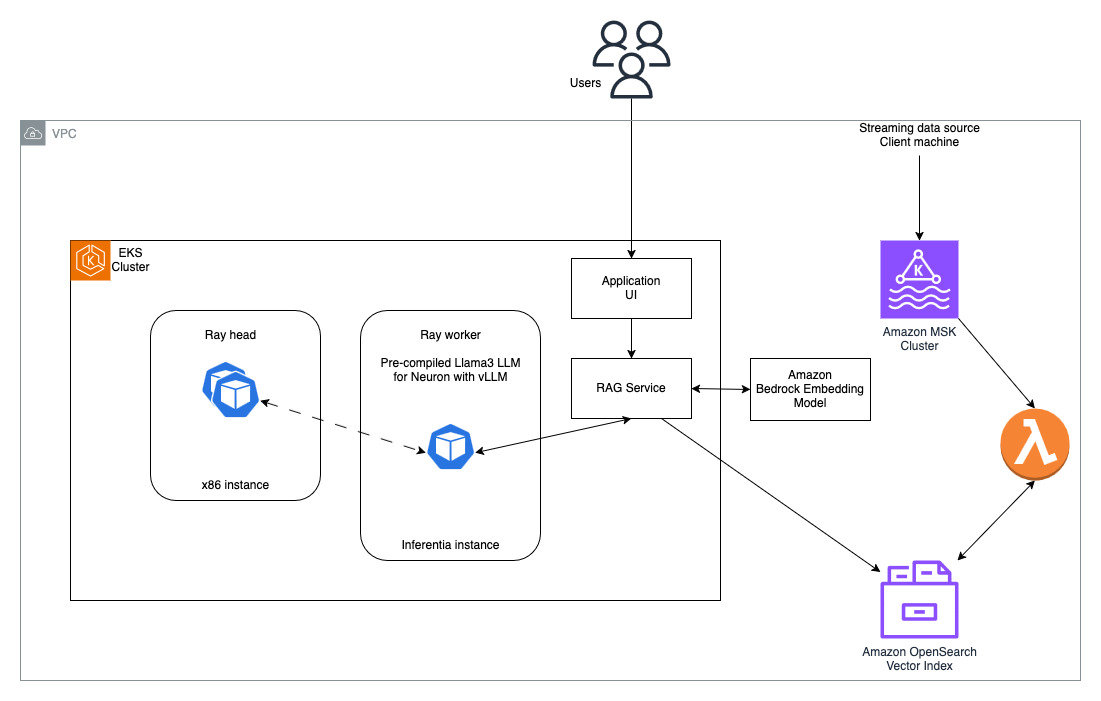 Users
VPC
Streaming data source
Client machine
EKS
Cluster
Application
UI
K
Amazon MSK
Cluster
Ray head
x86 instance
Ray worker
Pre-compiled Llama3 LLM
for Neuron with vLLM
Inferentia instance
RAG Service
Amazon
Bedrock Embedding
Model
Amazon OpenSearch
Vector Index